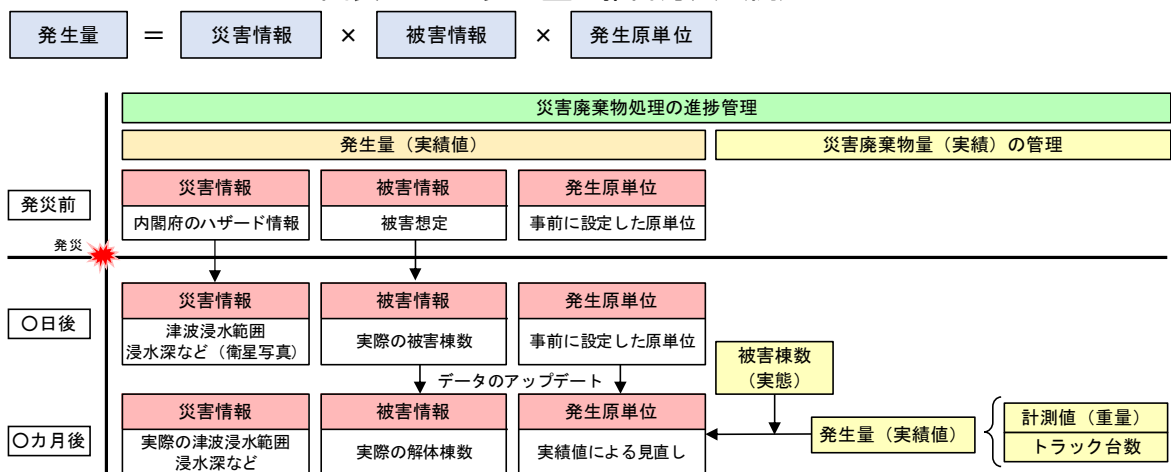 発生量 = 災害情報 × 被害情報 × 発生原単位
災害廃棄物処理の進捗管理
発生量（実績値）
災害廃棄物量（実績）の管理
発災前
災害情報
内閣府のハザード情報
被害情報
被害想定
発生原単位
事前に設定した原単位
発災
〇日後
災害情報
津波浸水範囲
浸水深など（衛星写真）
被害情報
実際の被害棟数
発生原単位
事前に設定した原単位
被害棟数
（実態）
データのアップデート
〇カ月後
災害情報
実際の津波浸水範囲
浸水深など
被害情報
実際の解体棟数
発生原単位
実績値による見直し
発生量（実績値）
計測値（重量）
トラック台数